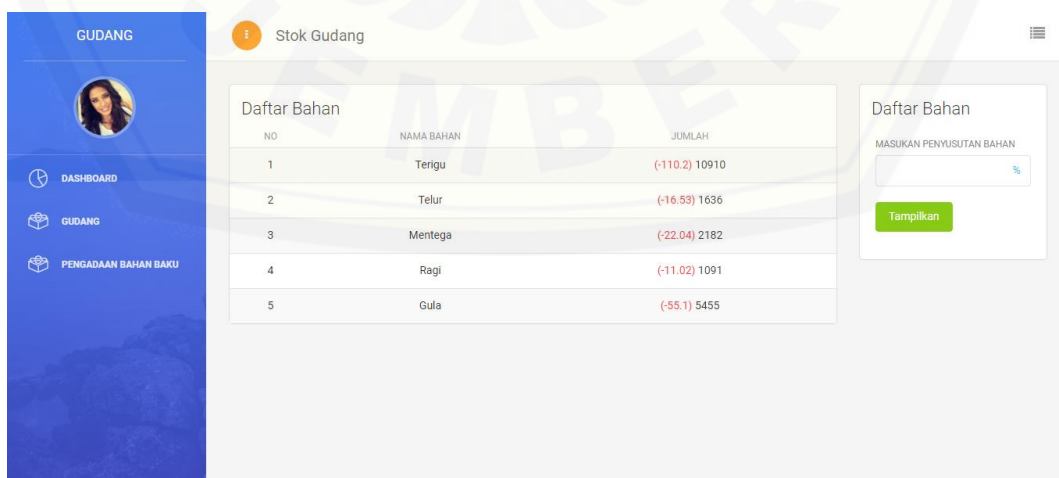 GUDANG
DASHBOARD
GUDANG
PENGADAAN BAHAN BAKU
Stok Gudang
Daftar Bahan
NO NAMA BAHAN JUMLAH
1 Terigu (-110.2) 10910
2 Telur (-16.53) 1636
3 Mentega (-22.04) 2182
4 Ragi (-11.02) 1091
5 Gula (-55.1) 5455
Daftar Bahan
MASUKAN PENYUSUTAN BAHAN
%
Tampilkan
EMBER